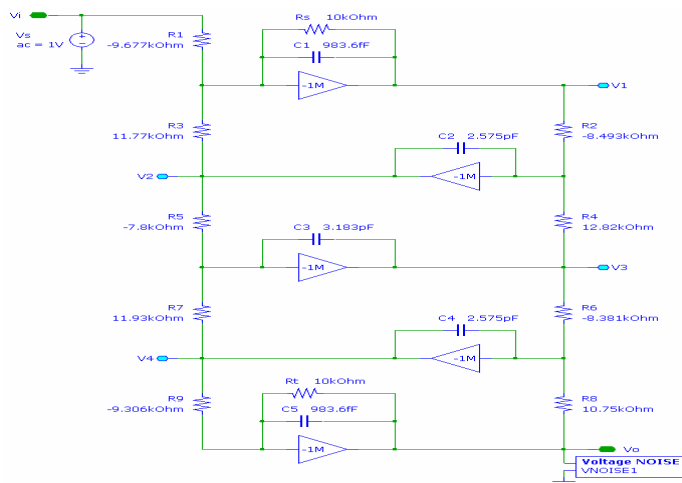 Vi
Vs
ac = 1V
R1
-9.677kOhm
Rs 10kOhm
C1 983.6fF
-1M
V1
R3
11.77kOhm
C2 2.575pF
R2
-8.493kOhm
V2
-1M
R5
-7.8kOhm
C3 3.183pF
R4
12.82kOhm
-1M
V3
R7
11.93kOhm
C4 2.575pF
R6
-8.381kOhm
V4
-1M
R9
-9.306kOhm
Rt 10kOhm
C5 983.6fF
R8
10.75kOhm
-1M
Vo
Voltage NOISE
VNOISE1